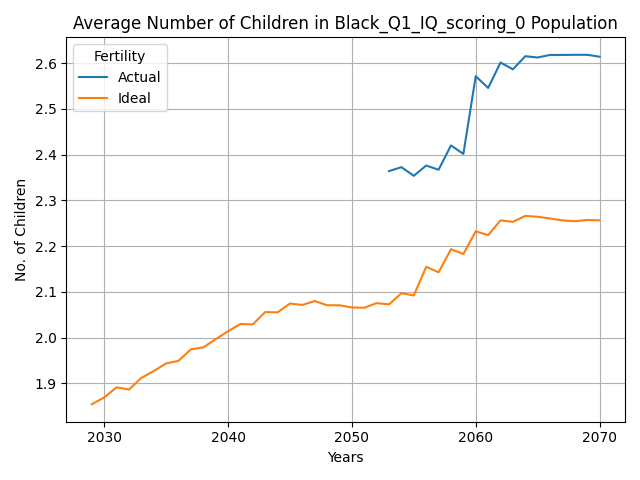 Average Number of Children in Black_Q1_IQ_scoring_0 Population
Fertility
Actual
Ideal
No. of Children
2.6
2.5
2.4
2.3
2.2
2.1
2.0
1.9
2030 2040 2050 2060 2070
Years